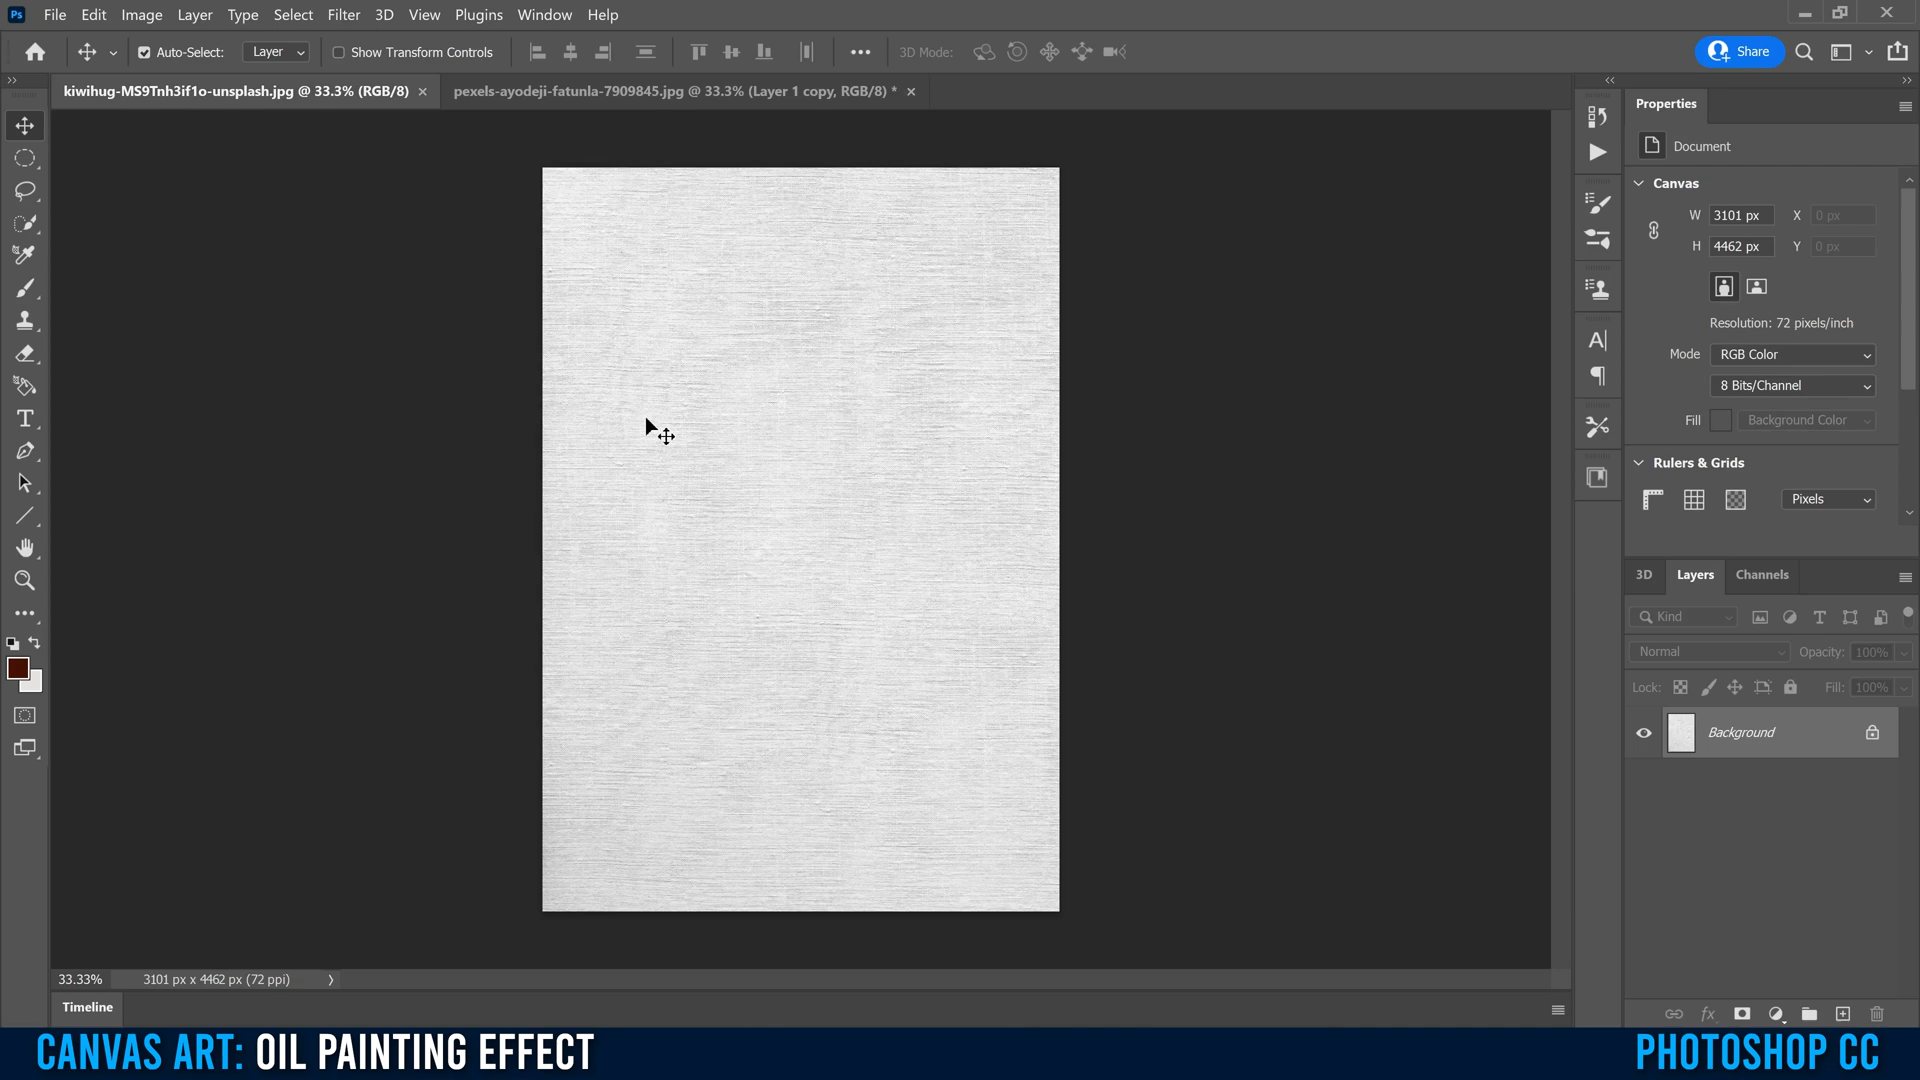 Ps File Edit Image Layer Type Select Filter 3D View Plugins Window Help
Auto-Select: Layer Show Transform Controls 3D Mode: Share
kiwihug-MS9Tnh3if1o-unsplash.jpg @ 33.3% (RGB/8) pexels-ayodeji-fatunla-7909845.jpg @ 33.3% (Layer 1 copy, RGB/8) *
Properties
Document
Canvas
W 3101 px X 0 px
H 4462 px Y 0 px
Resolution: 72 pixels/inch
Mode RGB Color
8 Bits/Channel
Fill Background Color
Rulers & Grids
Pixels
3D Layers Channels
Kind
Normal Opacity: 100%
Lock: Fill: 100%
Background
33.33% 3101 px x 4462 px (72 ppi)
Timeline
CANVAS ART: OIL PAINTING EFFECT PHOTOSHOP CC